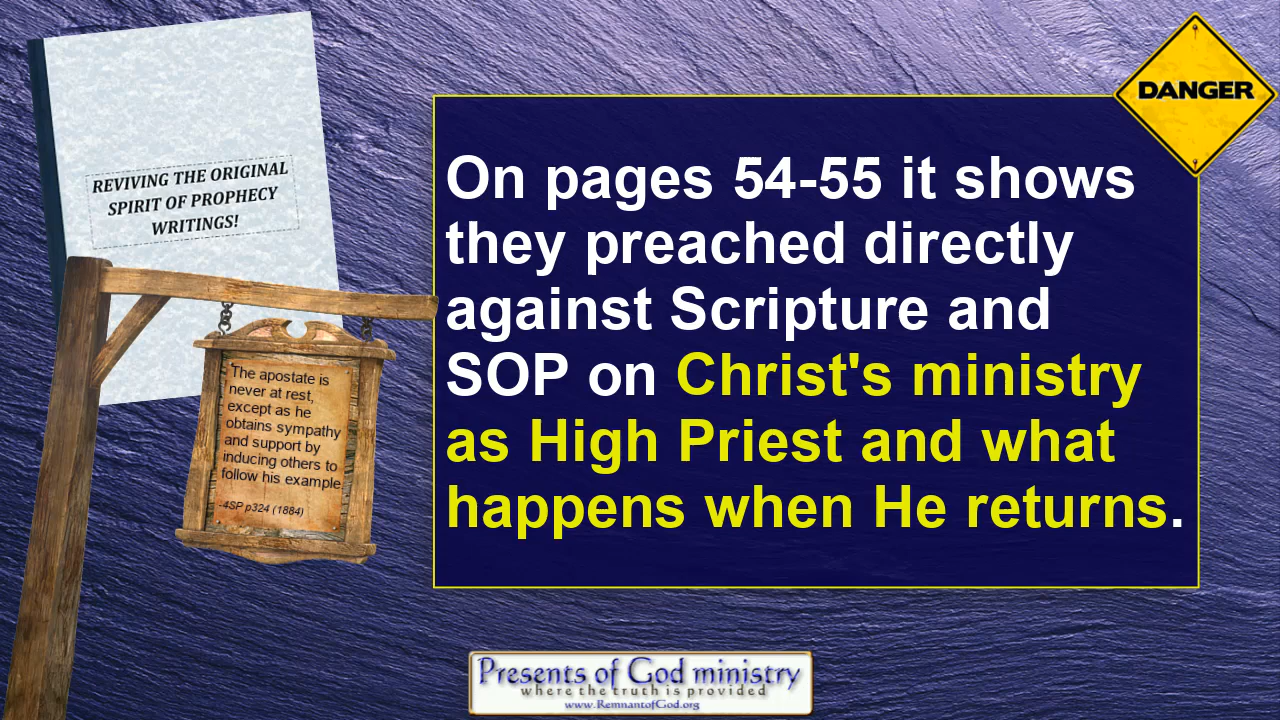 REVIVING THE ORIGINAL
SPIRIT OF PROPHECY
WRITINGS!
The apostate is
never at rest,
except as he
obtains sympathy
and support by
inducing others to
follow his example
-4SP p324 (1884)
DANGER
On pages 54-55 it shows
they preached directly
against Scripture and
SOP on Christ's ministry
as High Priest and what
happens when He returns.
Presents of God ministry
where the truth is provided
www.RemnantofGod.org